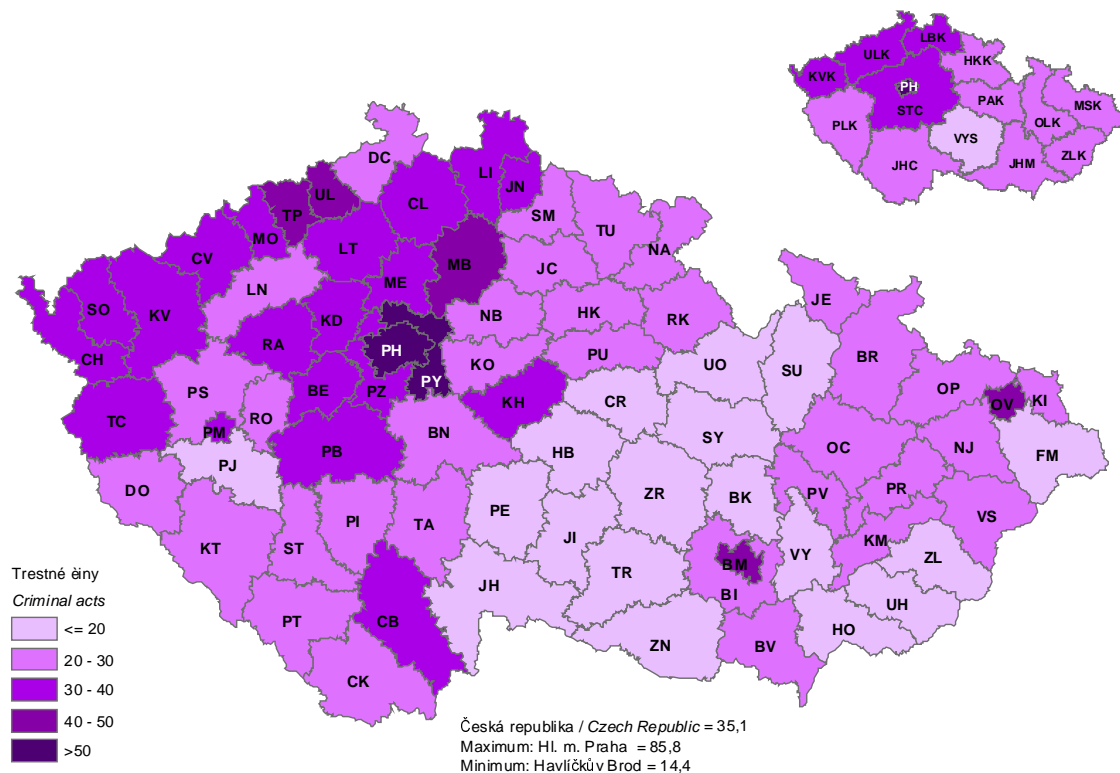 LBK
ULK
HKK
KVK
PH
PAK
MSK
STC
OLK
PLK
VYS
ZLK
JHC
JHM
DC
LI
JN
UL
TP
CL
SM
MO
TU
LT
NA
CV
MB
JC
ME
LN
JE
SO
KV
KD
NB
HK
RK
RA
PH
PU
BR
CH
KO
UO
SU
PY
OP
PS
BE
PZ
KH
CR
OV
KI
TC
RO
PM
BN
SY
PB
HB
OC
NJ
FM
PJ
DO
PE
ZR
BK
PV
PR
PI
TA
VS
KT
ST
JI
KM
VY
ZL
BM
TR
JH
BI
UH
PT
CB
HO
ZN
BV
CK
Trestné èiny
Criminal acts
<= 20
20 - 30
30 - 40
40 - 50
>50
Česká republika / Czech Republic = 35,1
Maximum: Hl. m. Praha = 85,8
Minimum: Havlíčkův Brod = 14,4